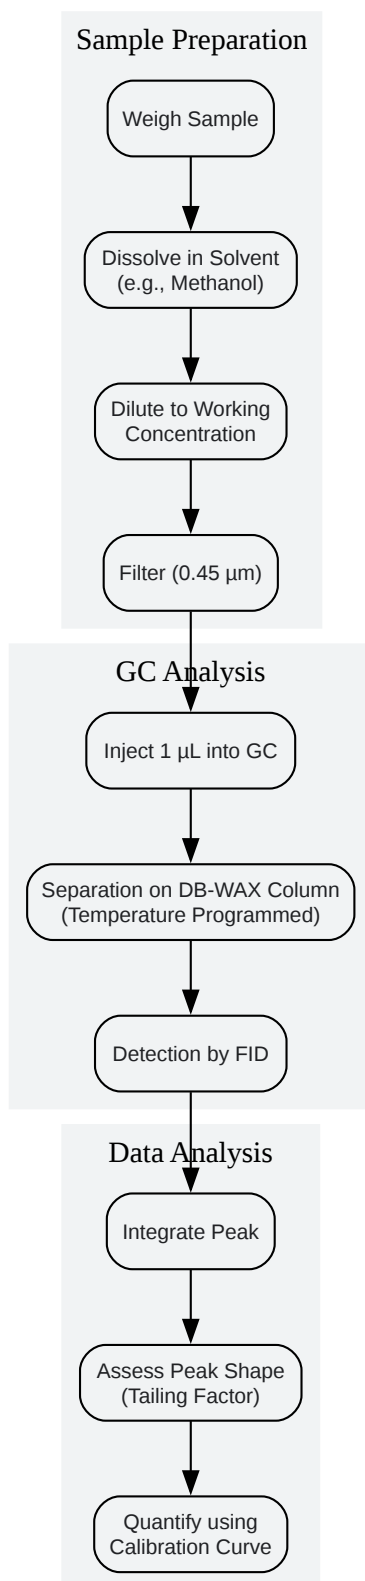 Sample Preparation
Weigh Sample
Dissolve in Solvent
(e.g., Methanol)
Dilute to Working
Concentration
Filter (0.45 µm)
GC Analysis
Inject 1 µL into GC
Separation on DB-WAX Column
(Temperature Programmed)
Detection by FID
Data Analysis
Integrate Peak
Assess Peak Shape
(Tailing Factor)
Quantify using
Calibration Curve